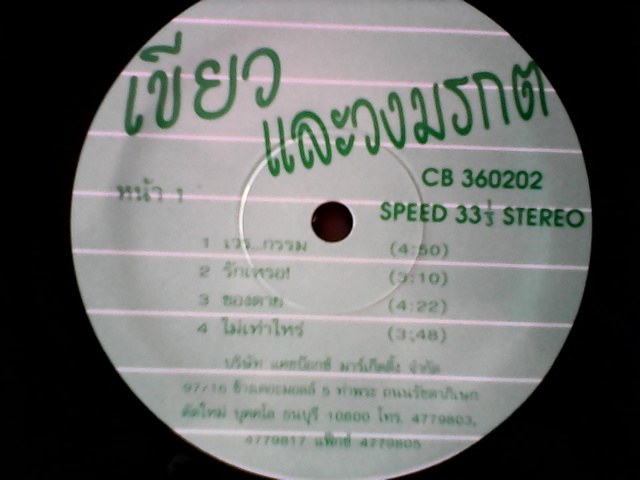 เขียว
และวงมรกต
CB 360202
หน้า 1
SPEED 33 1/3 STEREO
1 เวร..กรรม (4:50)
2 รักเหรอ! (3:10)
3 ของตาย (4:22)
4 ไม่เท่าไหร่ (3:48)
บริษัท แคชบ๊อกซ์ มาร์เก็ตติ้ง จำกัด
97/16 ข้างเดอะมอลล์ 5 ท่าพระ ถนนรัชดาภิเษก
ตัดใหม่ บุคคโล ธนบุรี 10600 โทร. 4779803,
4779817 แฟ็กซ์ 4779805